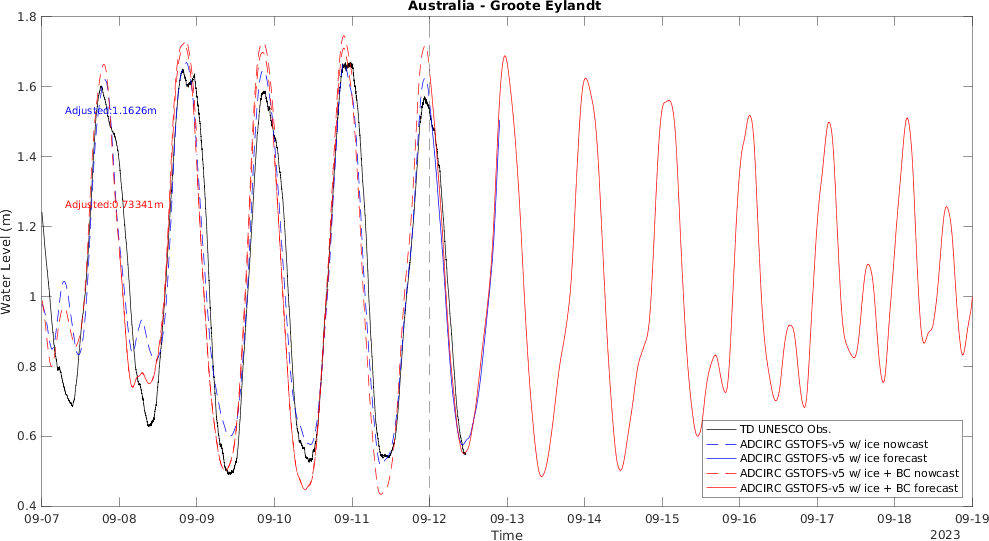 Australia - Groote Eylandt
1.8
1.6
1.4
1.2
1
0.8
0.6
0.4
Water Level (m)
Adjusted:1.1626m
Adjusted:0.73341m
TD UNESCO Obs.
ADCIRC GSTOFS-v5 w/ ice nowcast
ADCIRC GSTOFS-v5 w/ ice forecast
ADCIRC GSTOFS-v5 w/ ice + BC nowcast
ADCIRC GSTOFS-v5 w/ ice + BC forecast
09-07 09-08 09-09 09-10 09-11 09-12 09-13 09-14 09-15 09-16 09-17 09-18 09-19
Time 2023